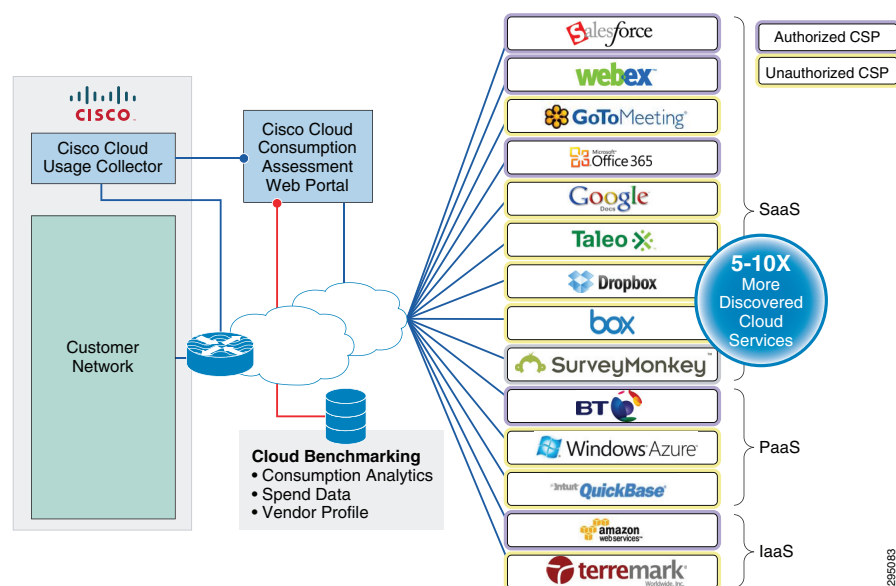 CISCO
Cisco Cloud
Usage Collector
Customer
Network
Cisco Cloud
Consumption
Assessment
Web Portal
Cloud Benchmarking
• Consumption Analytics
• Spend Data
• Vendor Profile
Salesforce
webex
GoToMeeting
Microsoft
Office 365
Google
Docs
Taleo
Dropbox
box
SurveyMonkey
BT
Windows Azure
Intuit QuickBase
amazon
webservices
terremark
Worldwide, Inc.
Authorized CSP
Unauthorized CSP
SaaS
5-10X
More
Discovered
Cloud
Services
PaaS
IaaS
295083